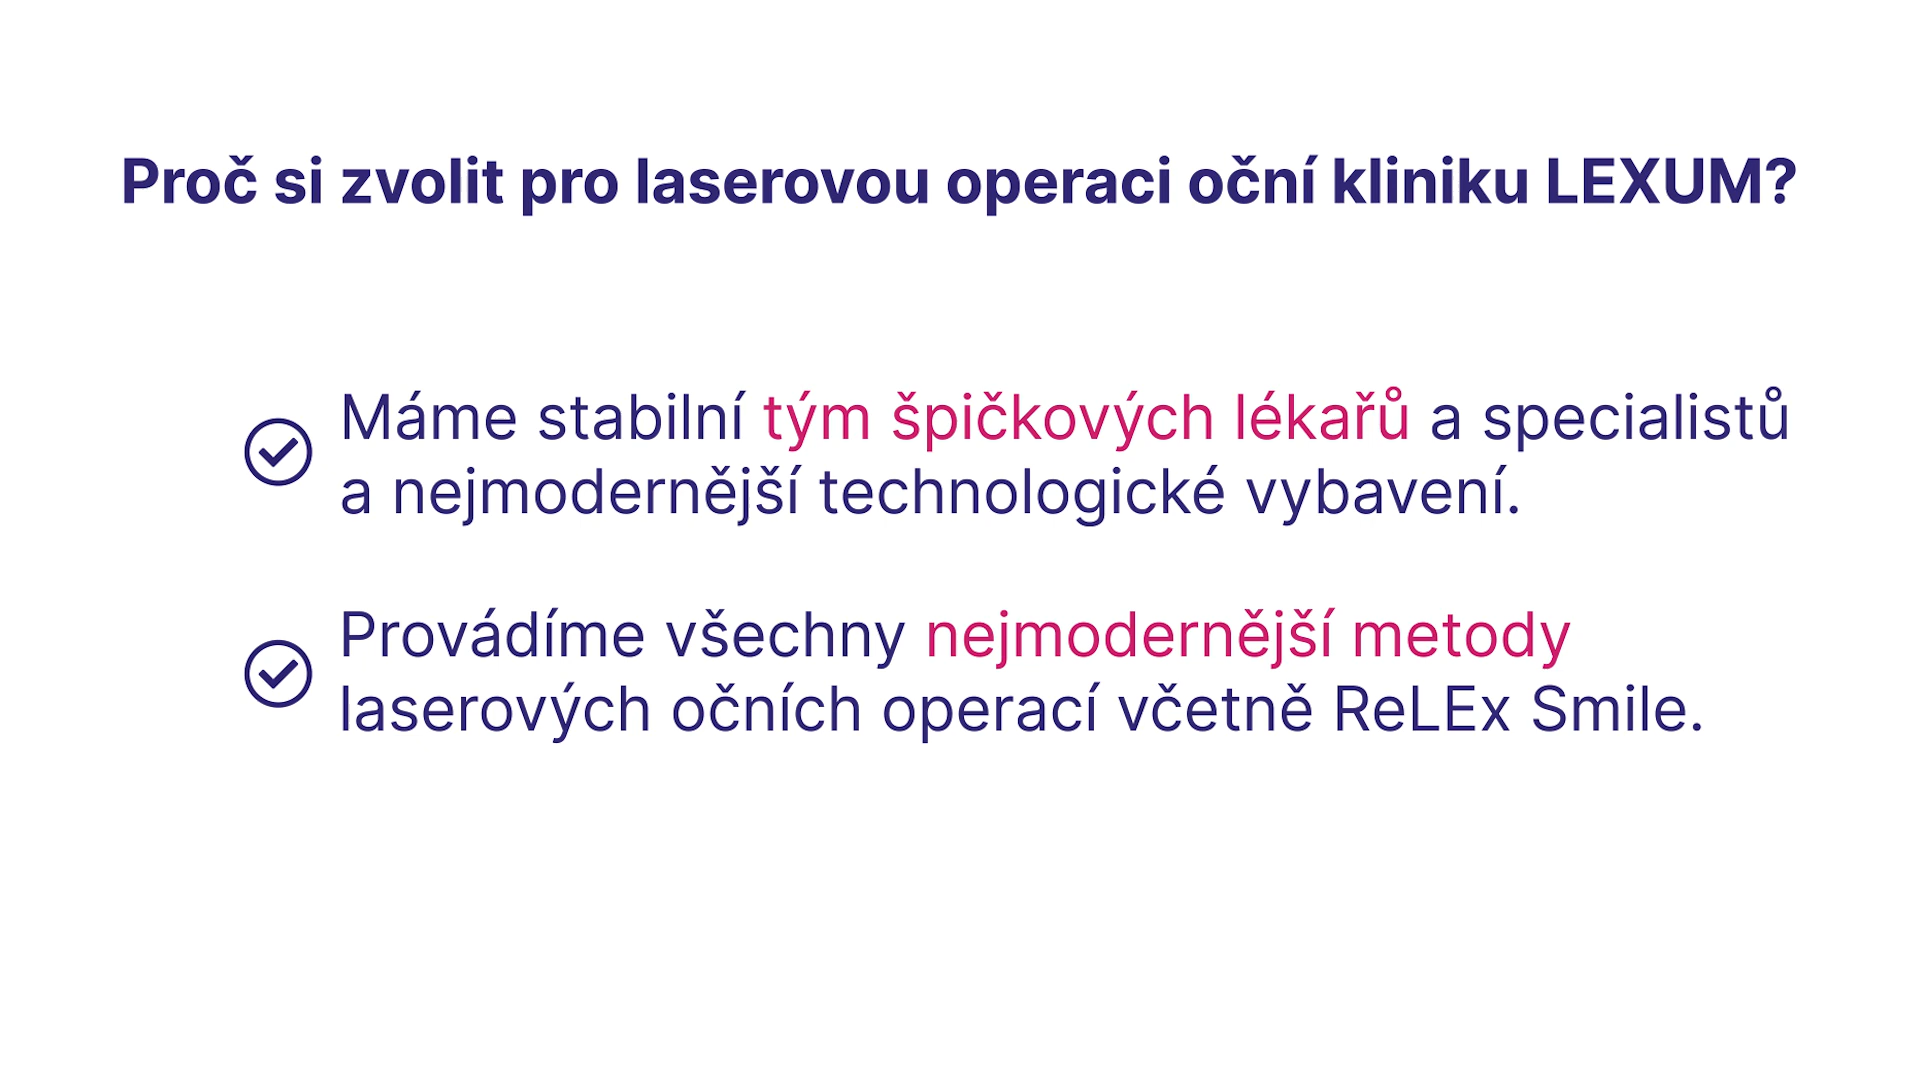 Proč si zvolit pro laserovou operaci oční kliniku LEXUM?
Máme stabilní tým špičkových lékařů a specialistů
a nejmodernější technologické vybavení.
Provádíme všechny nejmodernější metody
laserových očních operací včetně ReLEx Smile.